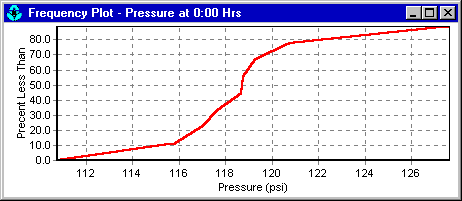 Frequency Plot - Pressure at 0:00 Hrs
Precent Less Than
80.0
70.0
60.0
50.0
40.0
30.0
20.0
10.0
0.0
112 114 116 118 120 122 124 126
Pressure (psi)